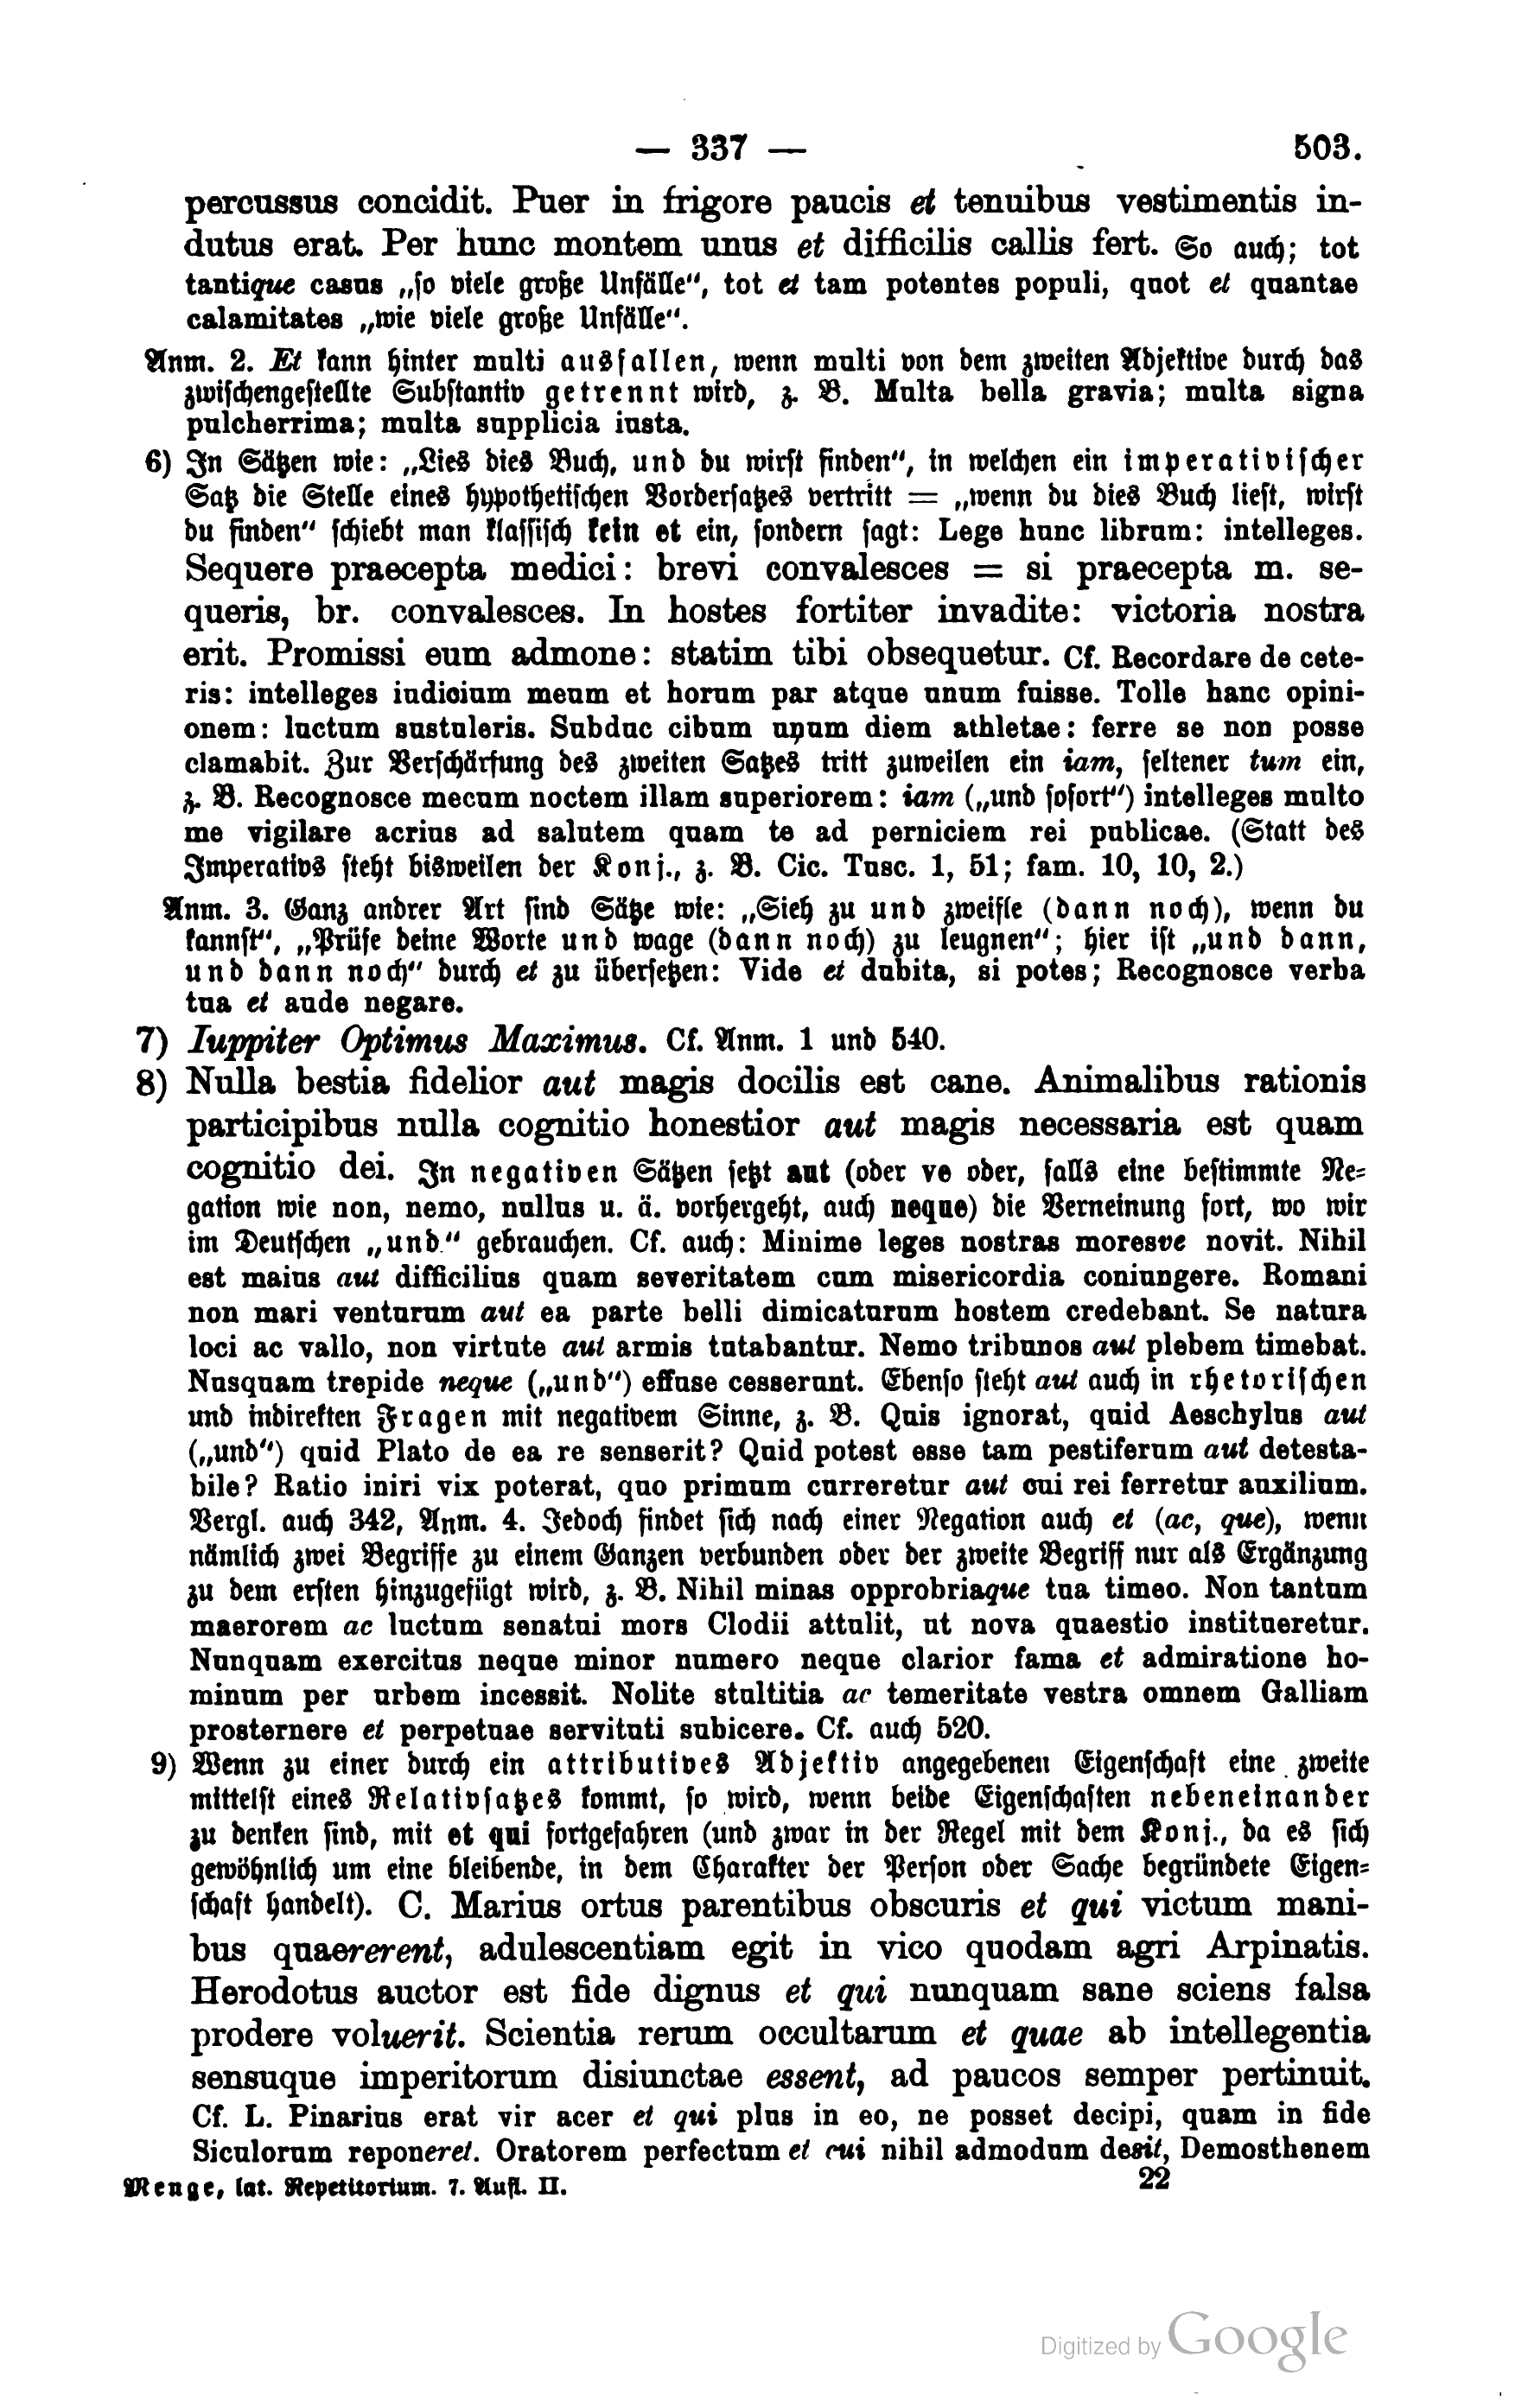 — 337 —
503.
percussus concidit. Puer in frigore paucis et tenuibus vestimentis in-
dutus erat. Per hunc montem unus et difficilis callis fert. So auch; tot
tantique casus „so viele große Unfälle“, tot et tam potentes populi, quot et quantae
calamitates „wie viele große Unfälle“.
Anm. 2. Et kann hinter multi ausfallen, wenn multi von dem zweiten Adjektive durch das
zwischengestellte Substantiv getrennt wird, z. B. Multa bella gravia; multa signa
pulcherrima; multa supplicia iusta.
6) In Sätzen wie: „Lies dies Buch, und du wirst finden“, in welchen ein imperativischer
Satz die Stelle eines hypothetischen Vordersatzes vertritt = „wenn du dies Buch liest, wirst
du finden“ schiebt man klassisch kein et ein, sondern sagt: Lege hunc librum: intelleges.
Sequere praecepta medici: brevi convalesces = si praecepta m. se-
queris, br. convalesces. In hostes fortiter invadite: victoria nostra
erit. Promissi eum admone: statim tibi obsequetur. Cf. Recordare de cete-
ris: intelleges iudicium meum et horum par atque unum fuisse. Tolle hanc opini-
onem: luctum sustuleris. Subduc cibum unum diem athletae: ferre se non posse
clamabit. Zur Verschärfung des zweiten Satzes tritt zuweilen ein iam, seltener tum ein,
z. B. Recognosce mecum noctem illam superiorem: iam („und sofort“) intelleges multo
me vigilare acrius ad salutem quam te ad perniciem rei publicae. (Statt des
Imperativs steht bisweilen der Konj., z. B. Cic. Tusc. 1, 51; fam. 10, 10, 2.)
Anm. 3. Ganz andrer Art sind Sätze wie: „Sieh zu und zweifle (dann noch), wenn du
kannst“, „Prüfe deine Worte und wage (dann noch) zu leugnen“; hier ist „und dann,
und dann noch“ durch et zu übersetzen: Vide et dubita, si potes; Recognosce verba
tua et aude negare.
7) Iuppiter Optimus Maximus. Cf. Anm. 1 und 540.
8) Nulla bestia fidelior aut magis docilis est cane. Animalibus rationis
participibus nulla cognitio honestior aut magis necessaria est quam
cognitio dei. In negativen Sätzen setzt aut (oder ve oder, falls eine bestimmte Ne-
gation wie non, nemo, nullus u. ä. vorhergeht, auch neque) die Verneinung fort, wo wir
im Deutschen „und“ gebrauchen. Cf. auch: Minime leges nostras moresve novit. Nihil
est maius aut difficilius quam severitatem cum misericordia coniungere. Romani
non mari venturum aut ea parte belli dimicaturum hostem credebant. Se natura
loci ac vallo, non virtute aut armis tutabantur. Nemo tribunos aut plebem timebat.
Nusquam trepide neque („und“) effuse cesserunt. Ebenso steht aut auch in rhetorischen
und indirekten Fragen mit negativem Sinne, z. B. Quis ignorat, quid Aeschylus aut
(„und“) quid Plato de ea re senserit? Quid potest esse tam pestiferum aut detesta-
bile? Ratio iniri vix poterat, quo primum curreretur aut cui rei ferretur auxilium.
Vergl. auch 342, Anm. 4. Jedoch findet sich nach einer Negation auch et (ac, que), wenn
nämlich zwei Begriffe zu einem Ganzen verbunden oder der zweite Begriff nur als Ergänzung
zu dem ersten hinzugefügt wird, z. B. Nihil minas opprobriaque tua timeo. Non tantum
maerorem ac luctum senatui mors Clodii attulit, ut nova quaestio institueretur.
Nunquam exercitus neque minor numero neque clarior fama et admiratione ho-
minum per urbem incessit. Nolite stultitia ac temeritate vestra omnem Galliam
prosternere et perpetuae servituti subicere. Cf. auch 520.
9) Wenn zu einer durch ein attributives Adjektiv angegebenen Eigenschaft eine zweite
mittelst eines Relativsatzes kommt, so wird, wenn beide Eigenschaften nebeneinander
zu denken sind, mit et qui fortgefahren (und zwar in der Regel mit dem Konj., da es sich
gewöhnlich um eine bleibende, in dem Charakter der Person oder Sache begründete Eigen-
schaft handelt). C. Marius ortus parentibus obscuris et qui victum mani-
bus quaererent, adulescentiam egit in vico quodam agri Arpinatis.
Herodotus auctor est fide dignus et qui nunquam sane sciens falsa
prodere voluerit. Scientia rerum occultarum et quae ab intellegentia
sensuque imperitorum disiunctae essent, ad paucos semper pertinuit.
Cf. L. Pinarius erat vir acer et qui plus in eo, ne posset decipi, quam in fide
Siculorum reponeret. Oratorem perfectum et cui nihil admodum desit, Demosthenem
Menge, lat. Repetitorium. 7. Aufl. II.
22
Digitized by Google